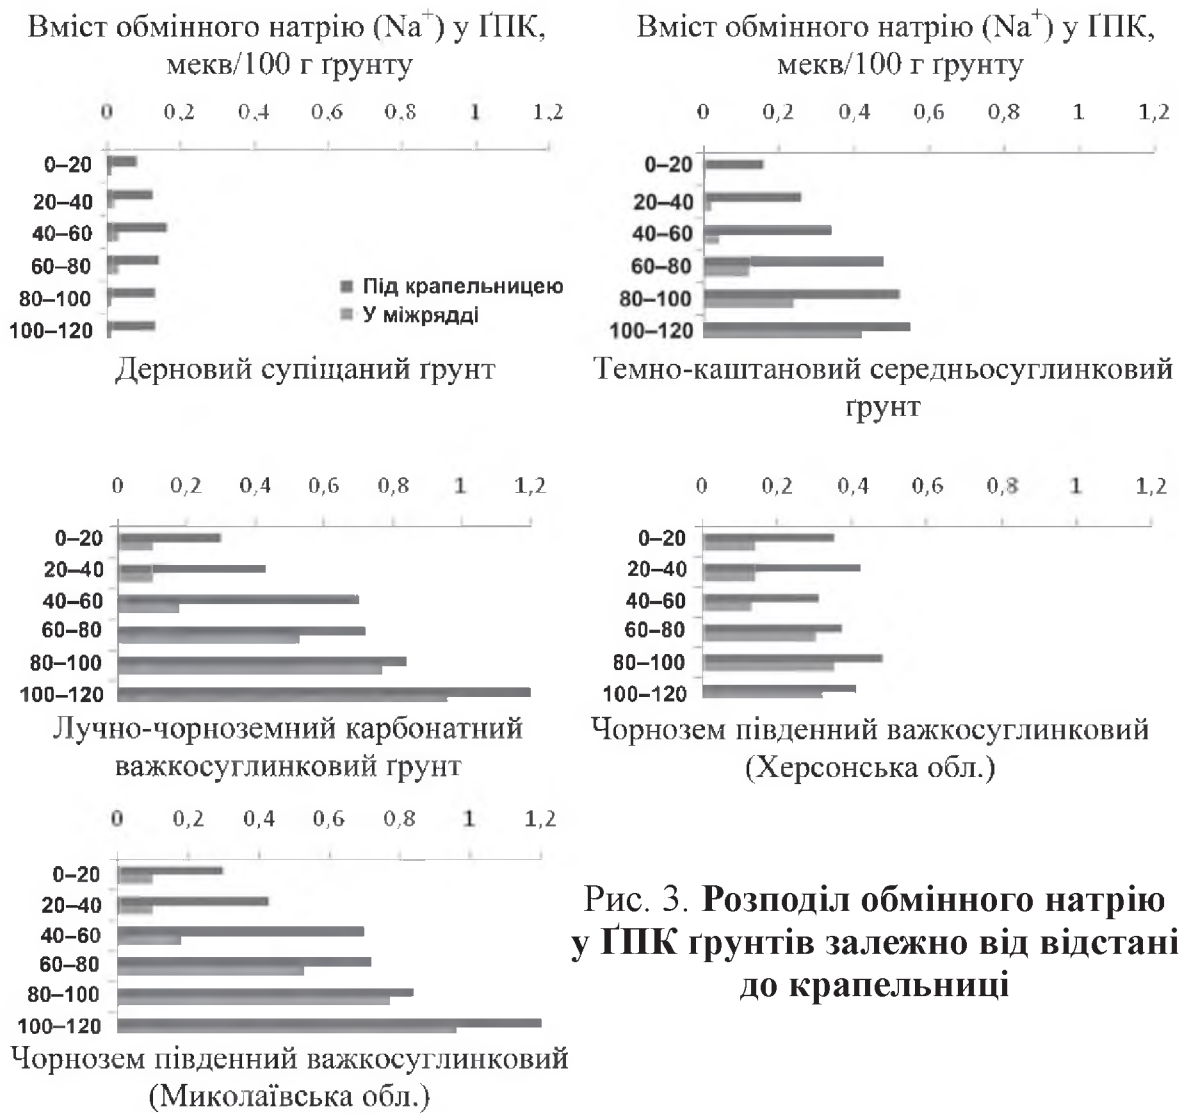 Вміст обмінного натрію (Na⁺) у ҐПК,
мекв/100 г ґрунту
0 0,2 0,4 0,6 0,8 1 1,2
0–20
20–40
40–60
60–80
80–100
100–120
Під крапельницею
У міжрядді
Дерновий супіщаний ґрунт
Вміст обмінного натрію (Na⁺) у ҐПК,
мекв/100 г ґрунту
0 0,2 0,4 0,6 0,8 1 1,2
0–20
20–40
40–60
60–80
80–100
100–120
Темно-каштановий середньосуглинковий
ґрунт
0 0,2 0,4 0,6 0,8 1 1,2
0–20
20–40
40–60
60–80
80–100
100–120
Лучно-чорноземний карбонатний
важкосуглинковий ґрунт
0 0,2 0,4 0,6 0,8 1 1,2
0–20
20–40
40–60
60–80
80–100
100–120
Чорнозем південний важкосуглинковий
(Херсонська обл.)
0 0,2 0,4 0,6 0,8 1 1,2
0–20
20–40
40–60
60–80
80–100
100–120
Чорнозем південний важкосуглинковий
(Миколаївська обл.)
Рис. 3. Розподіл обмінного натрію
у ҐПК ґрунтів залежно від відстані
до крапельниці